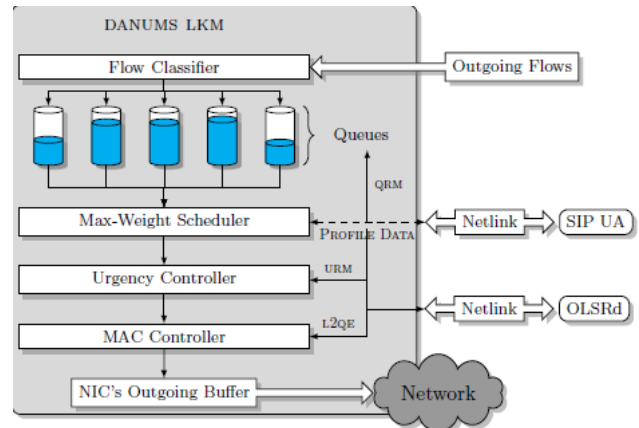 DANUMS LKM
Flow Classifier
Outgoing Flows
Queues
QRM
Max-Weight Scheduler
Netlink
SIP UA
PROFILE DATA
URM
Urgency Controller
Netlink
OLSRd
L2QE
MAC Controller
NIC's Outgoing Buffer
Network